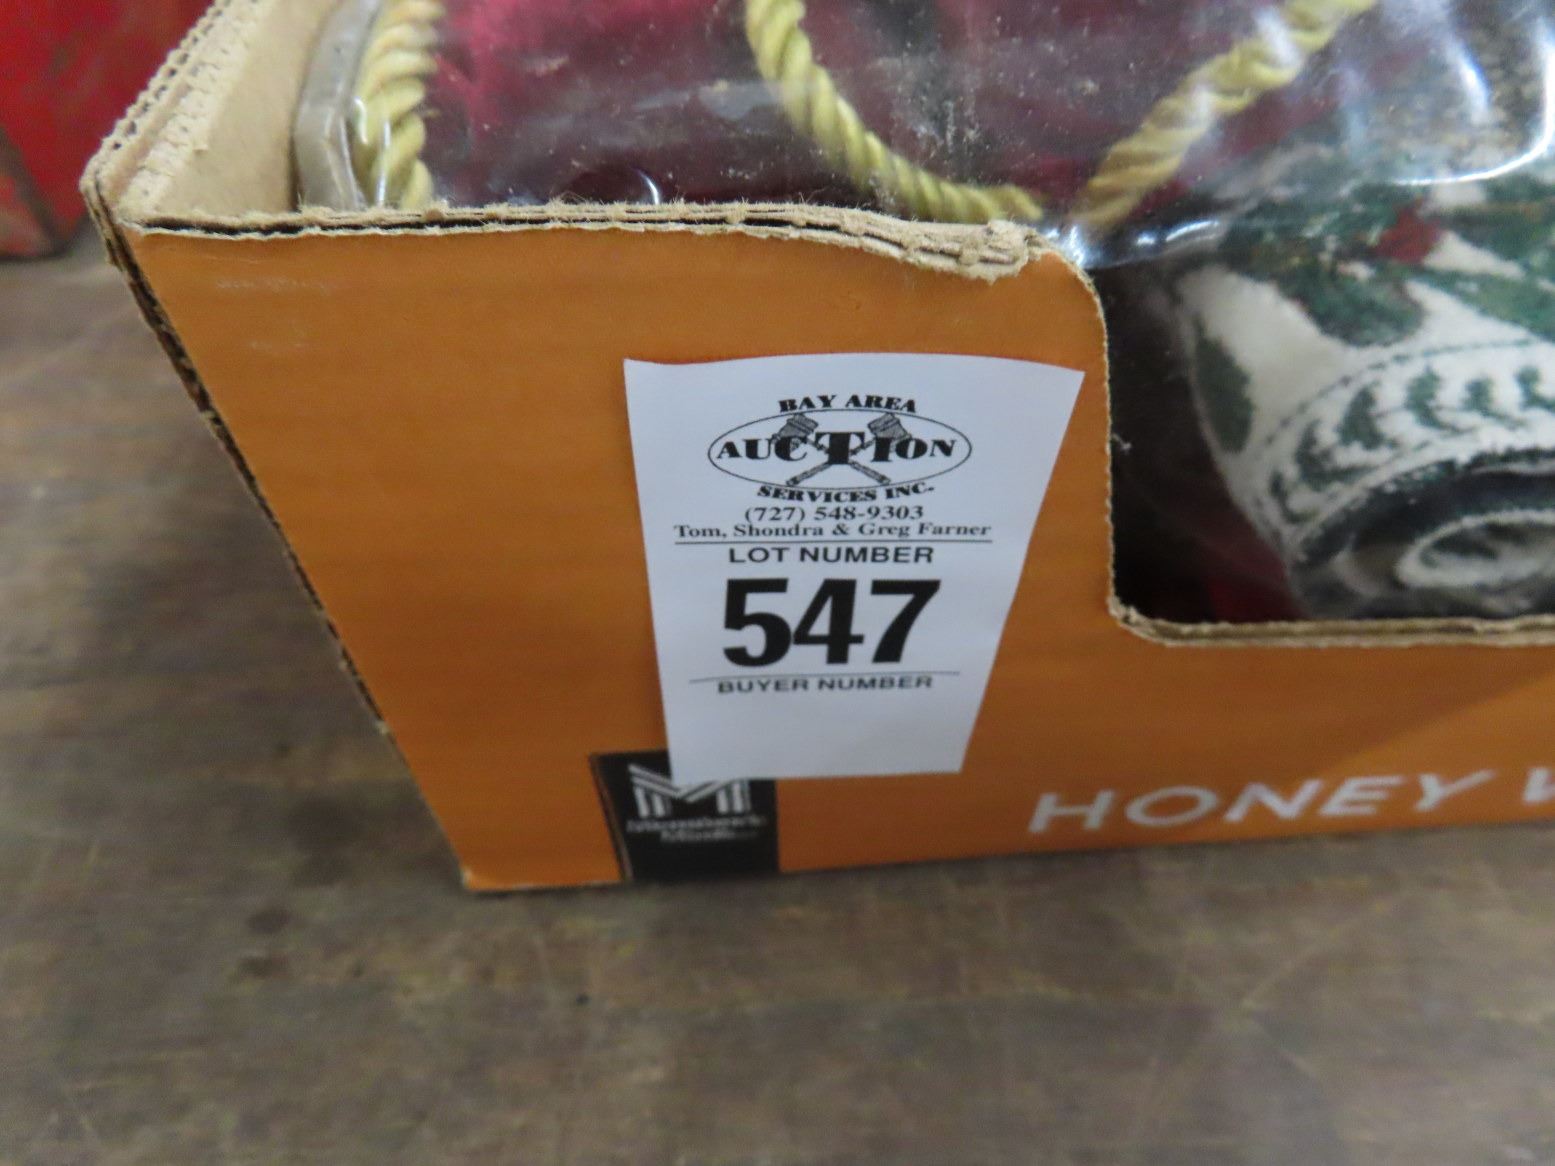 BAY AREA
AUCTION
SERVICES INC.
(727) 548-9303
Tom, Shondra & Greg Farner
LOT NUMBER
547
BUYER NUMBER
M
HONEY